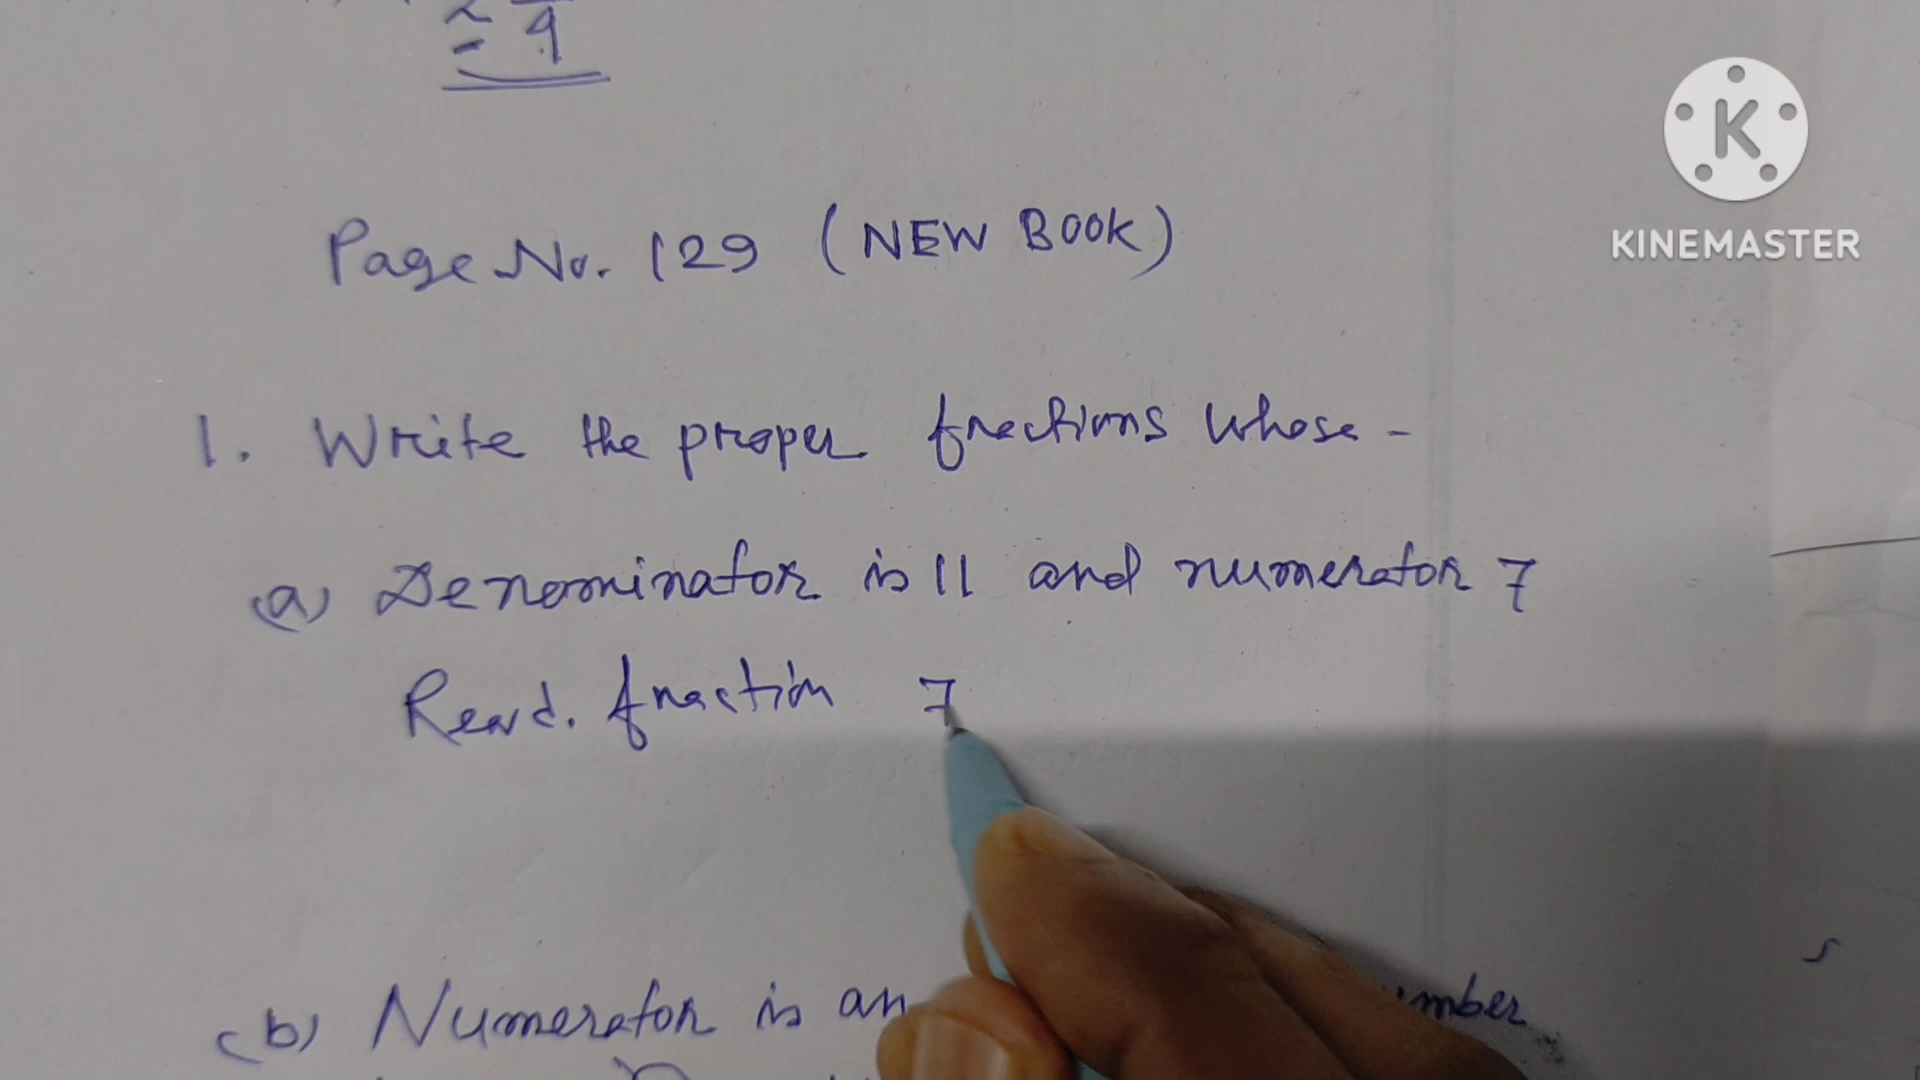 = 9
Page No. 129 (NEW BOOK)
KINEMASTER
1. Write the proper fractions whose -
(a) Denominator is 11 and numerator 7
Reqd. fraction 7
(b) Numerator is an